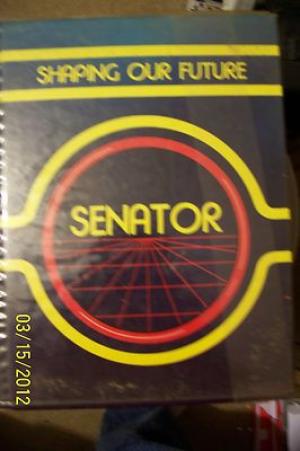 SHAPING OUR FUTURE
SENATOR
03/15/2012